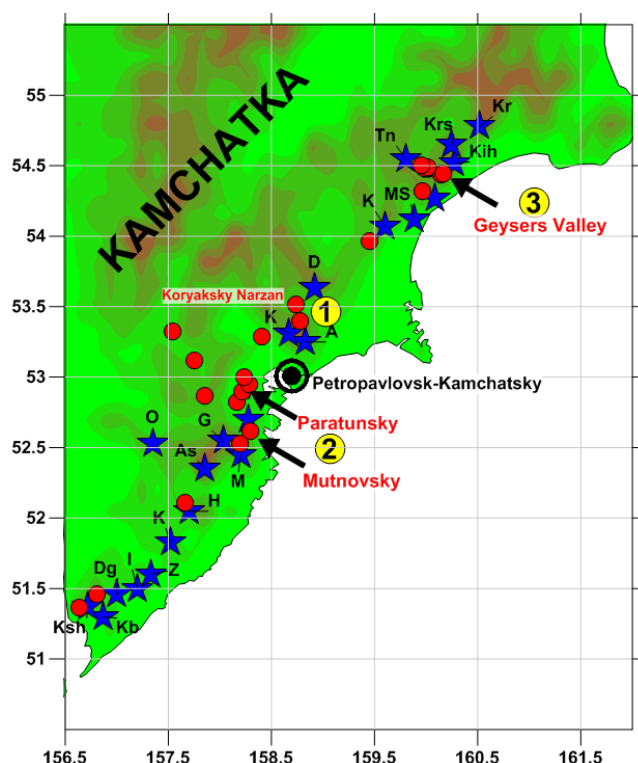 KAMCHATKA
55
54.5
54
53.5
53
52.5
52
51.5
51
Kr
Krs
Tn
Kih
MS
K
3
Geysers Valley
D
Koryaksky Narzan
1
K
A
Petropavlovsk-Kamchatsky
Paratunsky
G
O
As
2
Mutnovsky
M
H
K
I
Z
Dg
Ksh
Kb
156.5
157.5
158.5
159.5
160.5
161.5